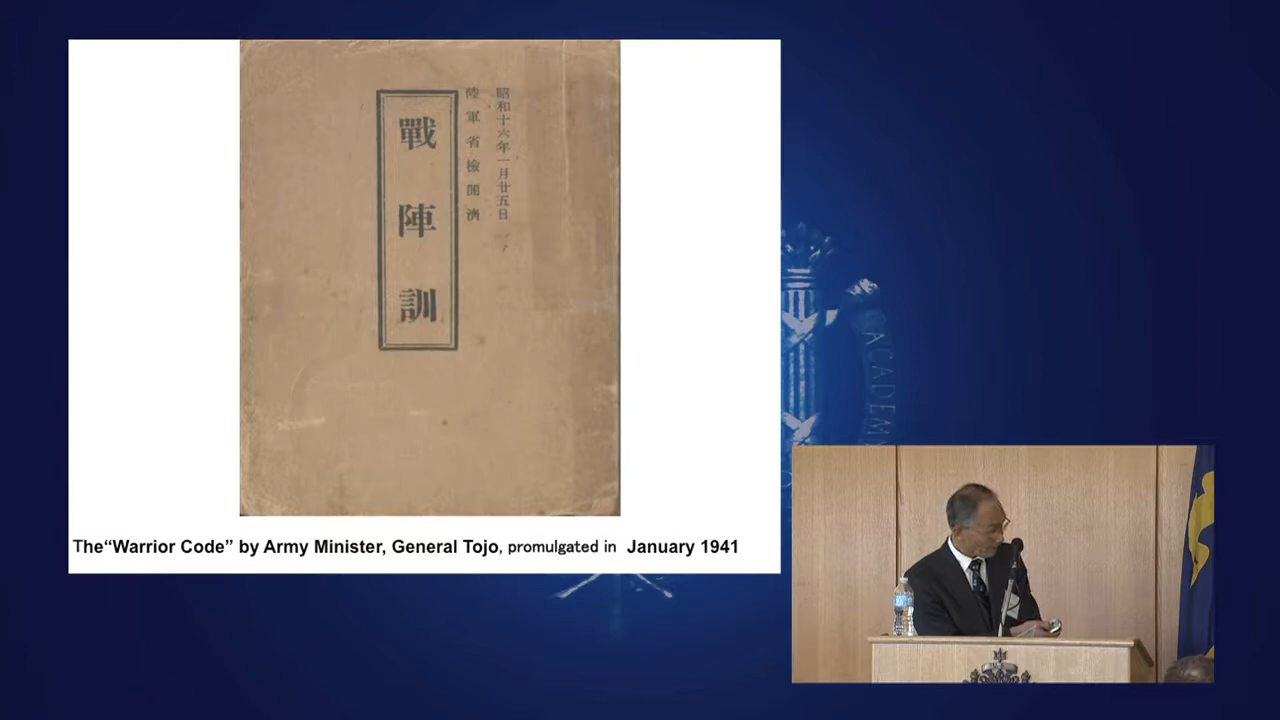 昭和十六年一月廿五日
陸軍省檢閲濟
戰陣訓
The“Warrior Code” by Army Minister, General Tojo, promulgated in January 1941
ACADEM